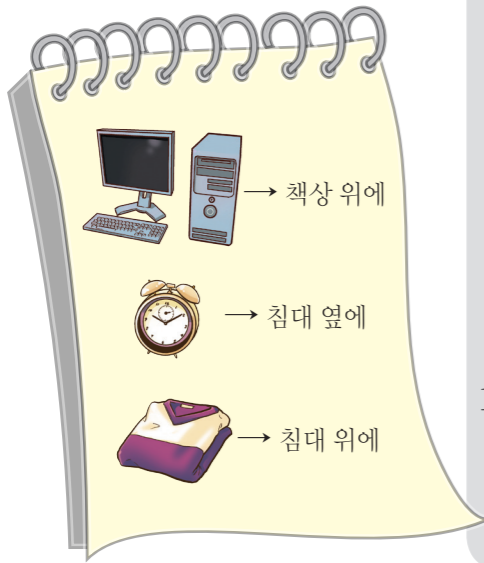 → 책상 위에
→ 침대 옆에
→ 침대 위에